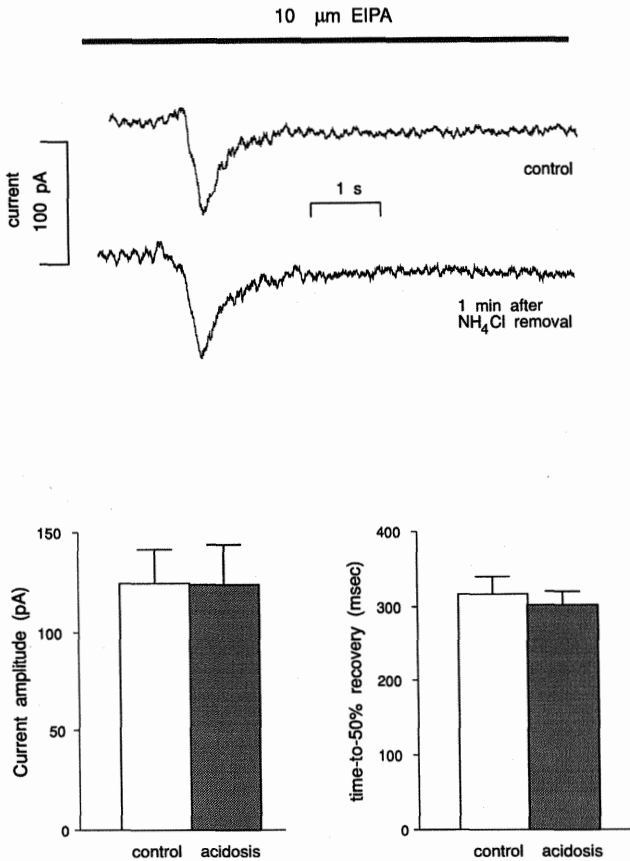 10 μm EIPA
current
100 pA
control
1 s
1 min after
NH4Cl removal
Current amplitude (pA)
150
100
50
0
control acidosis
time-to-50% recovery (msec)
400
300
200
100
0
control acidosis